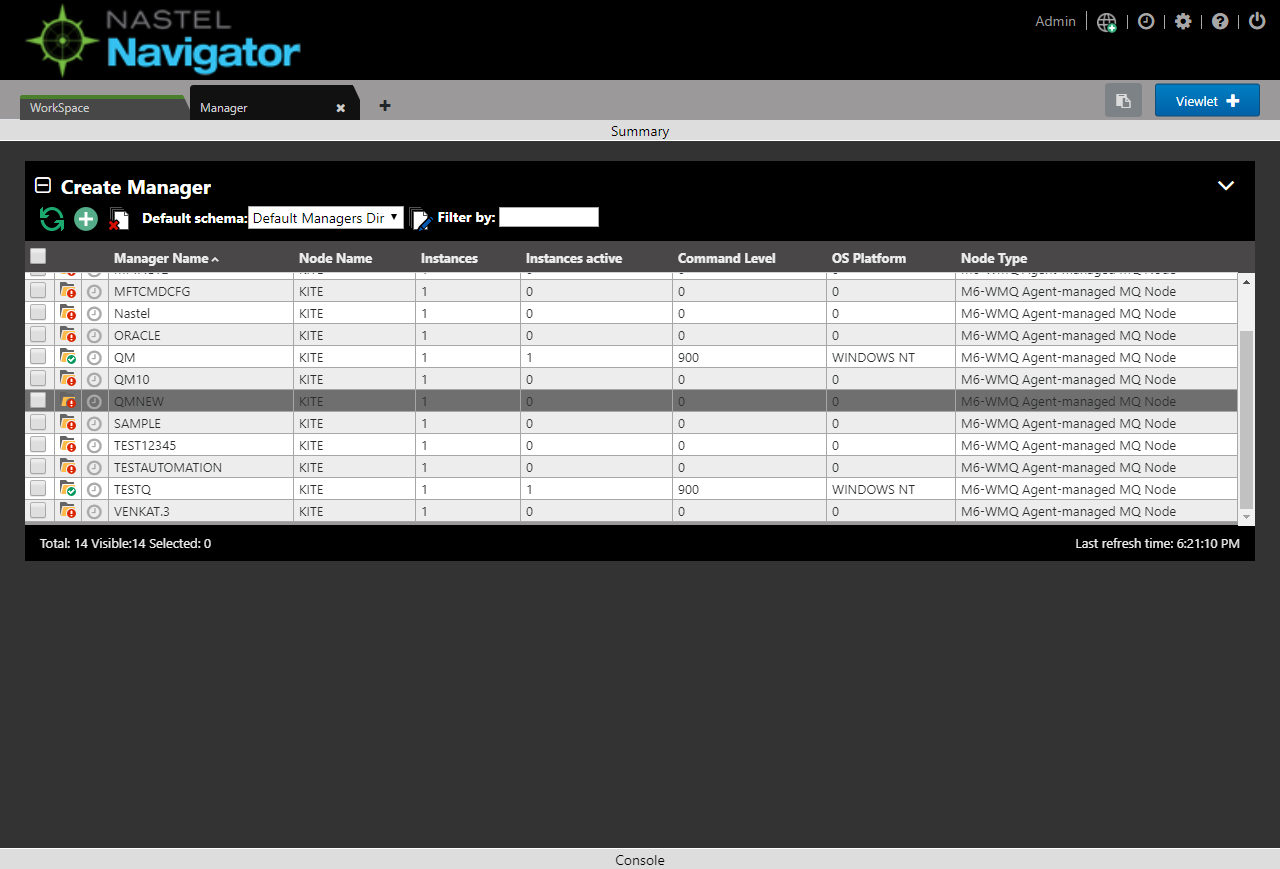 NASTEL
Navigator
Admin
WorkSpace
Manager
Viewlet
Summary
Create Manager
Default schema: Default Managers Dir Filter by:
Manager Name Node Name Instances Instances active Command Level OS Platform Node Type
MFTCMDCFG KITE 1 0 0 0 M6-WMQ Agent-managed MQ Node
Nastel KITE 1 0 0 0 M6-WMQ Agent-managed MQ Node
ORACLE KITE 1 0 0 0 M6-WMQ Agent-managed MQ Node
QM KITE 1 1 900 WINDOWS NT M6-WMQ Agent-managed MQ Node
QM10 KITE 1 0 0 0 M6-WMQ Agent-managed MQ Node
QMNEW KITE 1 0 0 0 M6-WMQ Agent-managed MQ Node
SAMPLE KITE 1 0 0 0 M6-WMQ Agent-managed MQ Node
TEST12345 KITE 1 0 0 0 M6-WMQ Agent-managed MQ Node
TESTAUTOMATION KITE 1 0 0 0 M6-WMQ Agent-managed MQ Node
TESTQ KITE 1 1 900 WINDOWS NT M6-WMQ Agent-managed MQ Node
VENKAT.3 KITE 1 0 0 0 M6-WMQ Agent-managed MQ Node
Total: 14 Visible:14 Selected: 0
Last refresh time: 6:21:10 PM
Console